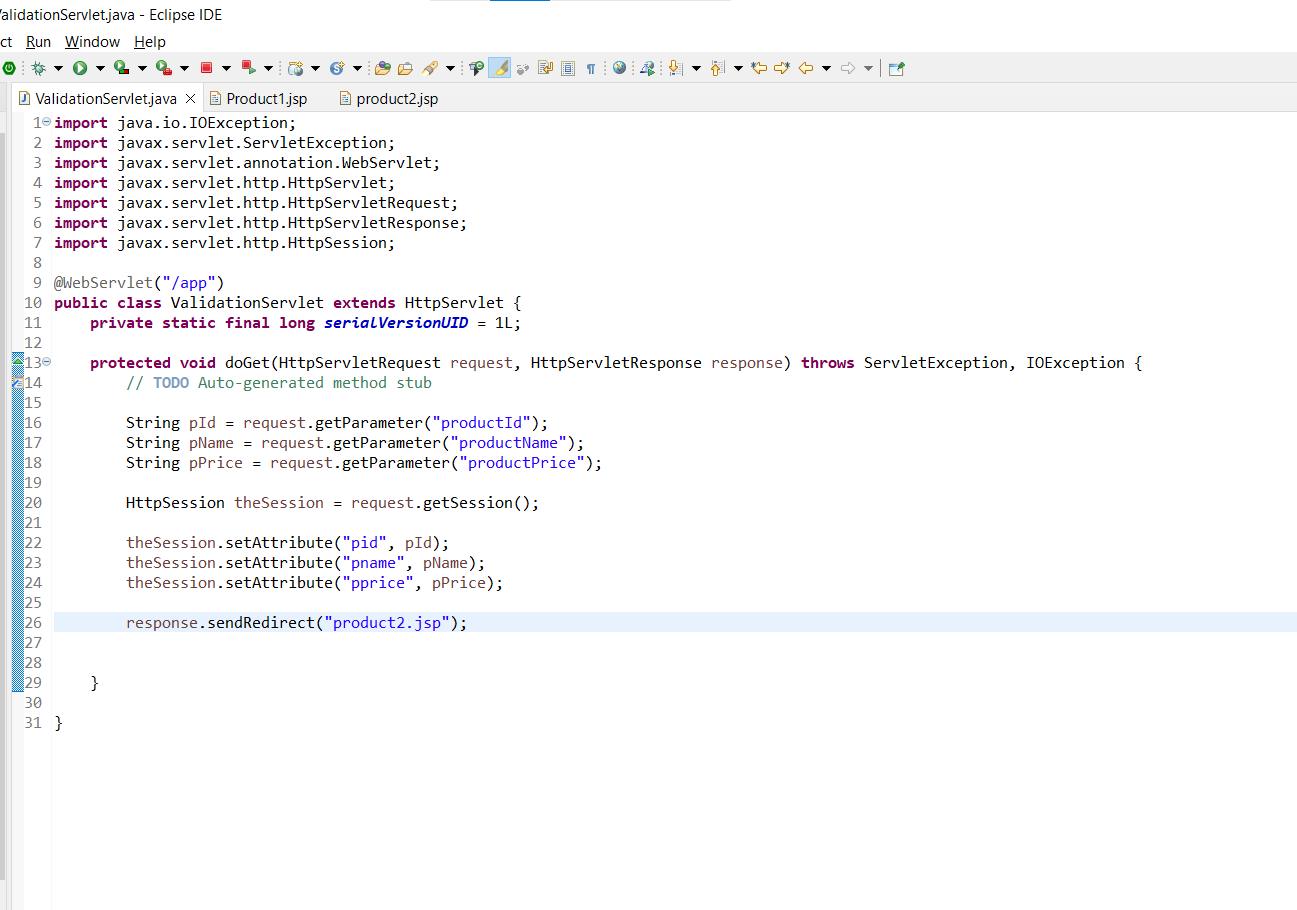 ValidationServlet.java - Eclipse IDE
ct Run Window Help
ValidationServlet.java Product1.jsp product2.jsp
1 import java.io.IOException;
2 import javax.servlet.ServletException;
3 import javax.servlet.annotation.WebServlet;
4 import javax.servlet.http.HttpServlet;
5 import javax.servlet.http.HttpServletRequest;
6 import javax.servlet.http.HttpServletResponse;
7 import javax.servlet.http.HttpSession;
8
9 @WebServlet("/app")
10 public class ValidationServlet extends HttpServlet {
11 private static final long serialVersionUID = 1L;
12
13 protected void doGet(HttpServletRequest request, HttpServletResponse response) throws ServletException, IOException {
14 // TODO Auto-generated method stub
15
16 String pId = request.getParameter("productId");
17 String pName = request.getParameter("productName");
18 String pPrice = request.getParameter("productPrice");
19
20 HttpSession theSession = request.getSession();
21
22 theSession.setAttribute("pid", pId);
23 theSession.setAttribute("pname", pName);
24 theSession.setAttribute("pprice", pPrice);
25
26 response.sendRedirect("product2.jsp");
27
28
29 }
30
31 }